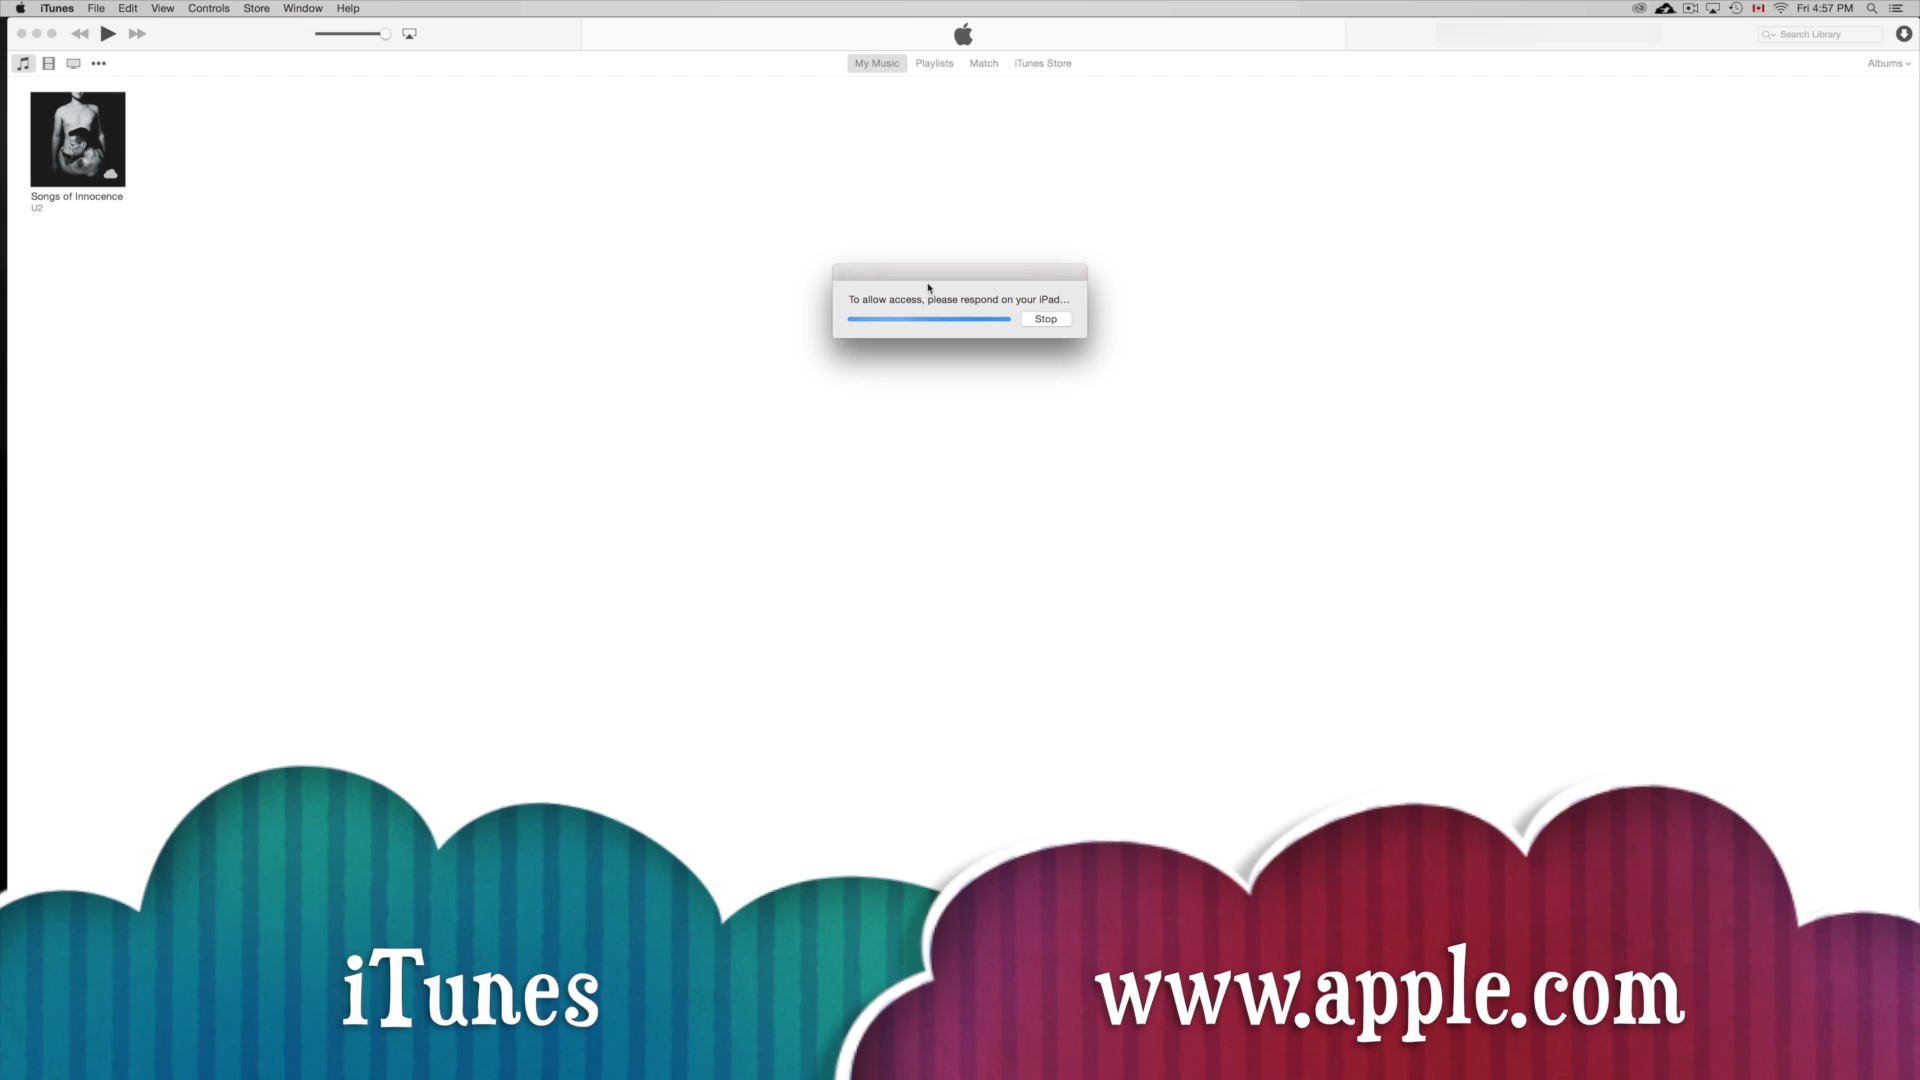 iTunes File Edit View Controls Store Window Help
Fri 4:57 PM
Search Library
My Music Playlists Match iTunes Store
Albums
Songs of Innocence
U2
To allow access, please respond on your iPad...
Stop
iTunes
www.apple.com